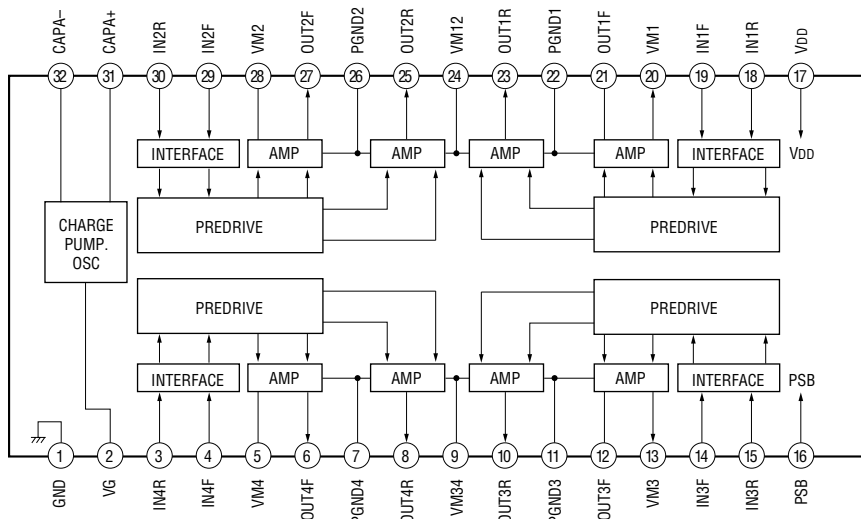 CAPA–
CAPA+
IN2R
IN2F
VM2
OUT2F
PGND2
OUT2R
VM12
OUT1R
PGND1
OUT1F
VM1
IN1F
IN1R
VDD
32
31
30
29
28
27
26
25
24
23
22
21
20
19
18
17
INTERFACE
AMP
AMP
AMP
AMP
INTERFACE
VDD
CHARGE
PUMP.
OSC
PREDRIVE
PREDRIVE
PREDRIVE
PREDRIVE
INTERFACE
AMP
AMP
AMP
AMP
INTERFACE
PSB
1
2
3
4
5
6
7
8
9
10
11
12
13
14
15
16
GND
VG
IN4R
IN4F
VM4
OUT4F
PGND4
OUT4R
VM34
OUT3R
PGND3
OUT3F
VM3
IN3F
IN3R
PSB